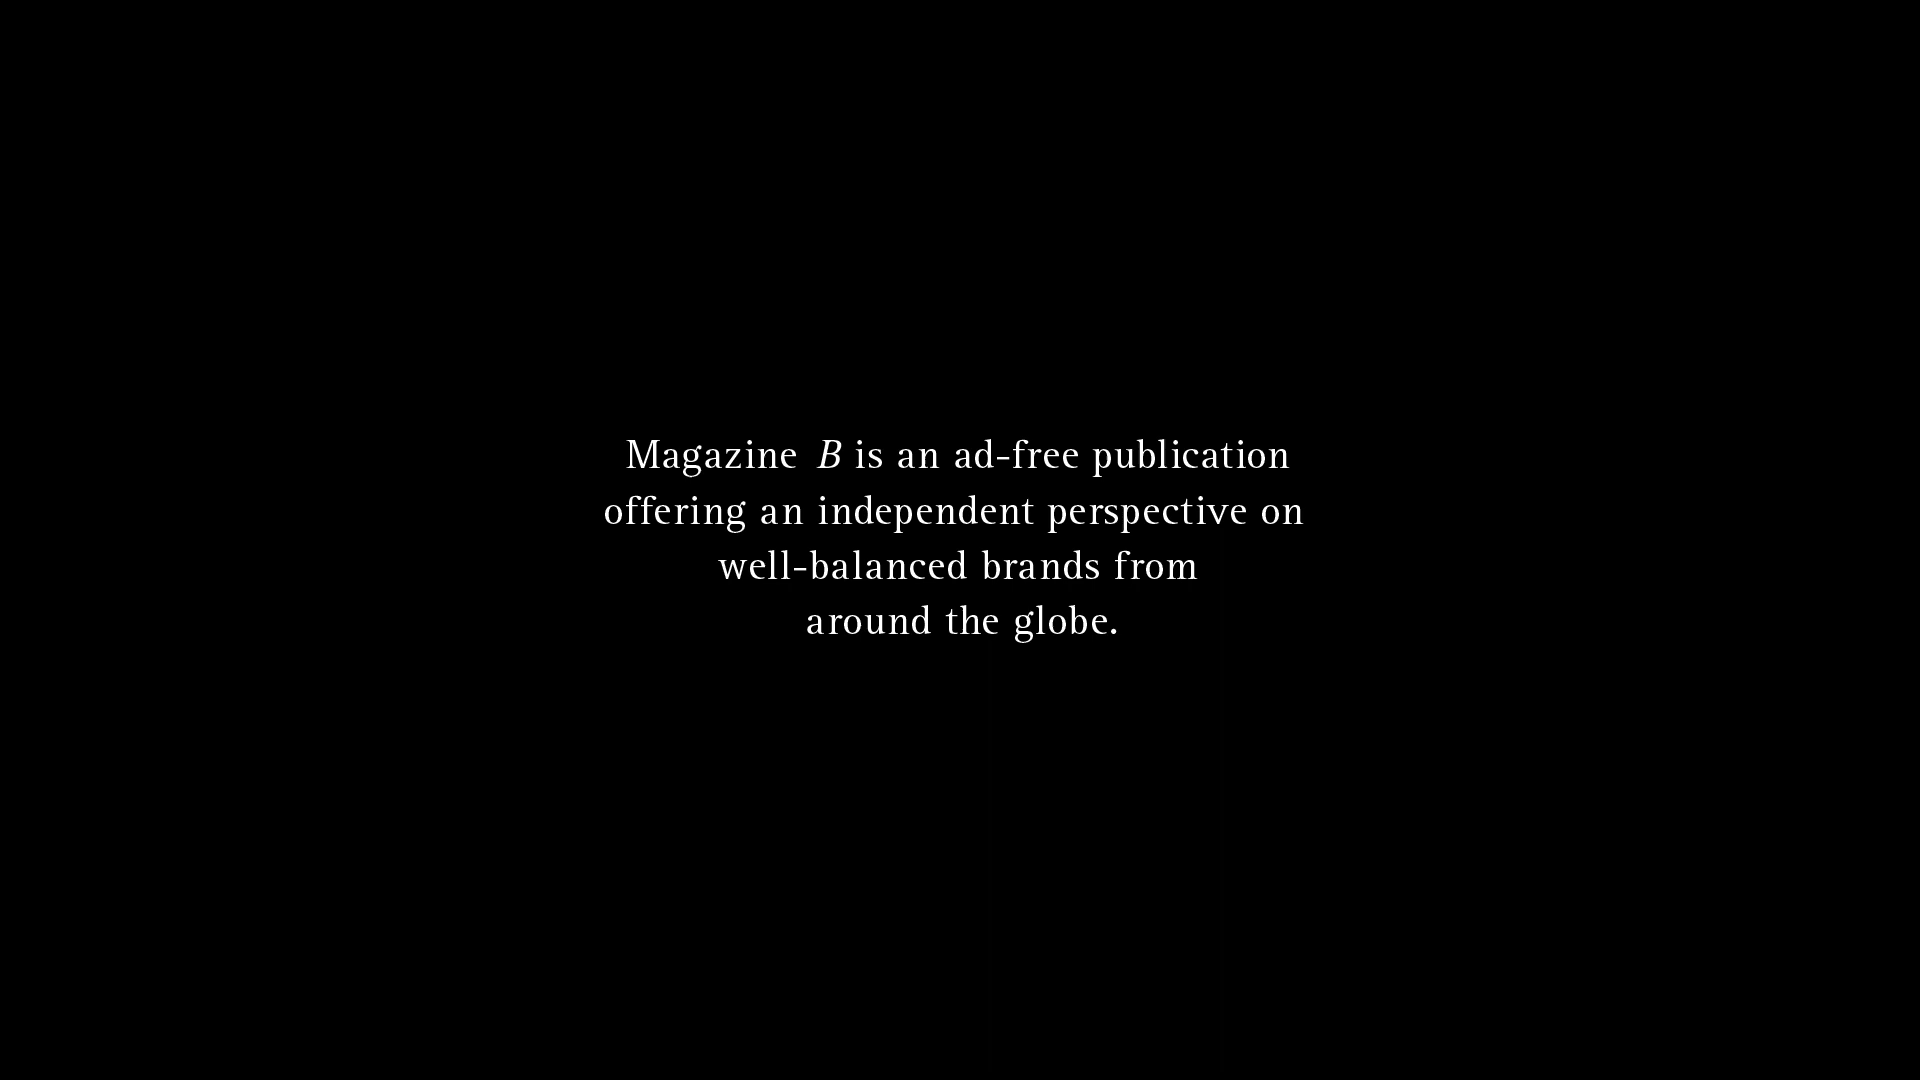 Magazine B is an ad-free publication
offering an independent perspective on
well-balanced brands from
around the globe.